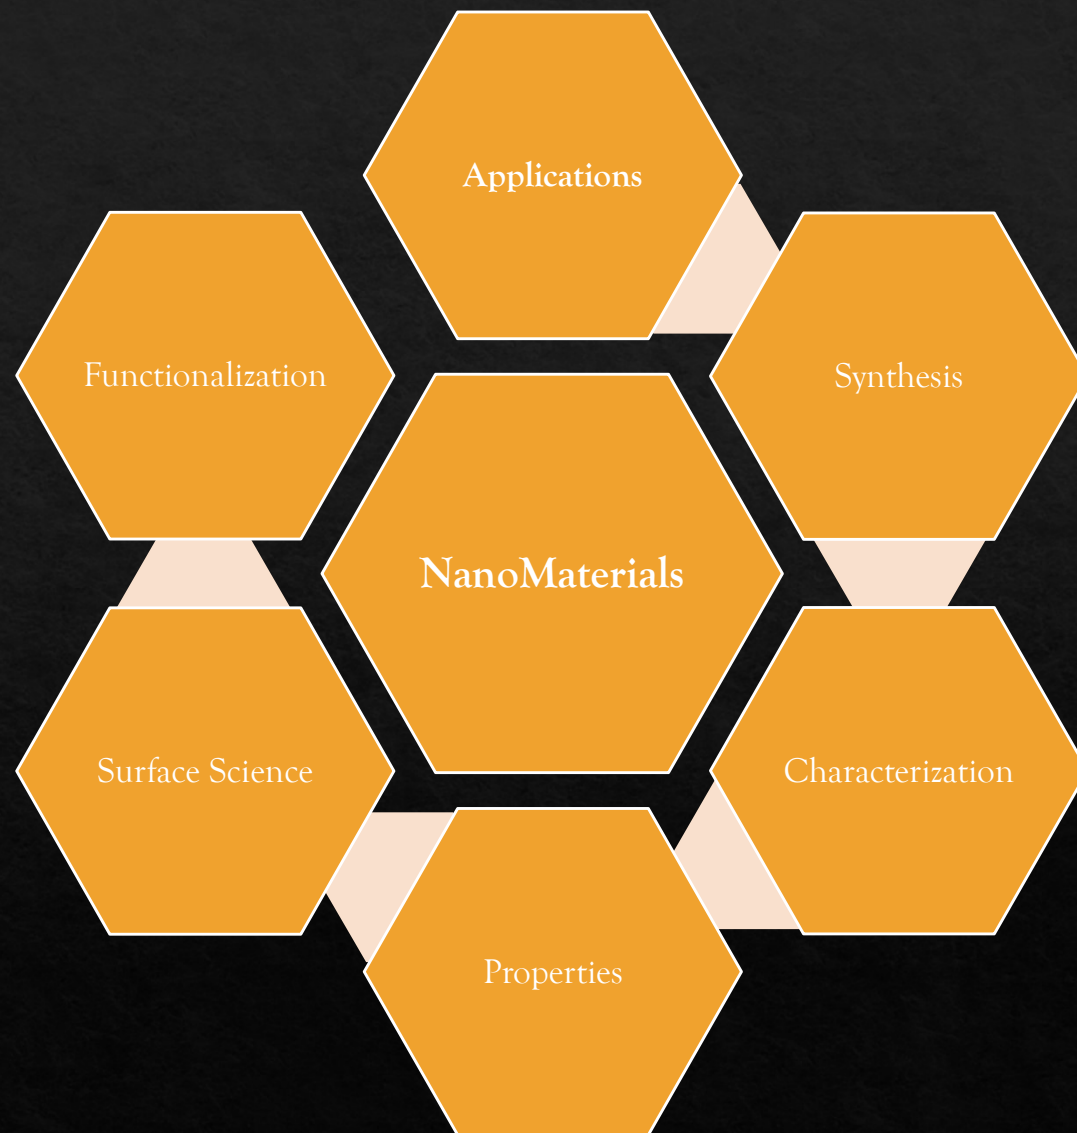 Applications
Functionalization
Synthesis
NanoMaterials
Surface Science
Characterization
Properties